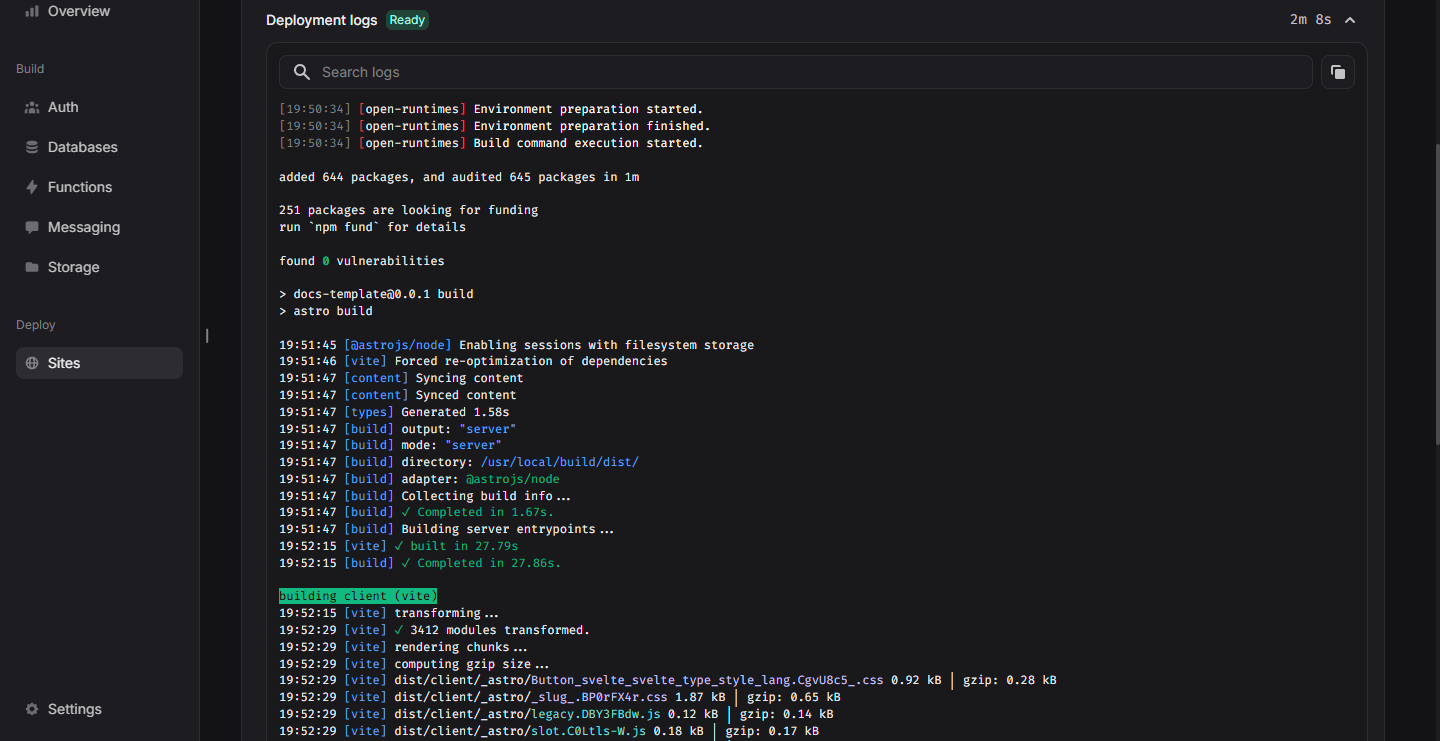 Overview
Build
Auth
Databases
Functions
Messaging
Storage
Deploy
Sites
Settings
Deployment logs Ready 2m 8s
Search logs
[19:50:34] [open-runtimes] Environment preparation started.
[19:50:34] [open-runtimes] Environment preparation finished.
[19:50:34] [open-runtimes] Build command execution started.
added 644 packages, and audited 645 packages in 1m
251 packages are looking for funding
run `npm fund` for details
found 0 vulnerabilities
> docs-template@0.0.1 build
> astro build
19:51:45 [@astrojs/node] Enabling sessions with filesystem storage
19:51:46 [vite] Forced re-optimization of dependencies
19:51:47 [content] Syncing content
19:51:47 [content] Synced content
19:51:47 [types] Generated 1.58s
19:51:47 [build] output: "server"
19:51:47 [build] mode: "server"
19:51:47 [build] directory: /usr/local/build/dist/
19:51:47 [build] adapter: @astrojs/node
19:51:47 [build] Collecting build info...
19:51:47 [build] ✓ Completed in 1.67s.
19:51:47 [build] Building server entrypoints...
19:52:15 [vite] ✓ built in 27.79s
19:52:15 [build] ✓ Completed in 27.86s.
building client (vite)
19:52:15 [vite] transforming...
19:52:29 [vite] ✓ 3412 modules transformed.
19:52:29 [vite] rendering chunks...
19:52:29 [vite] computing gzip size...
19:52:29 [vite] dist/client/_astro/Button_svelte_svelte_type_style_lang.CgvU8c5_.css 0.92 kB │ gzip: 0.28 kB
19:52:29 [vite] dist/client/_astro/_slug_.BP0rFX4r.css 1.87 kB │ gzip: 0.65 kB
19:52:29 [vite] dist/client/_astro/legacy.DBY3FBdw.js 0.12 kB │ gzip: 0.14 kB
19:52:29 [vite] dist/client/_astro/slot.C0Ltls-W.js 0.18 kB │ gzip: 0.17 kB